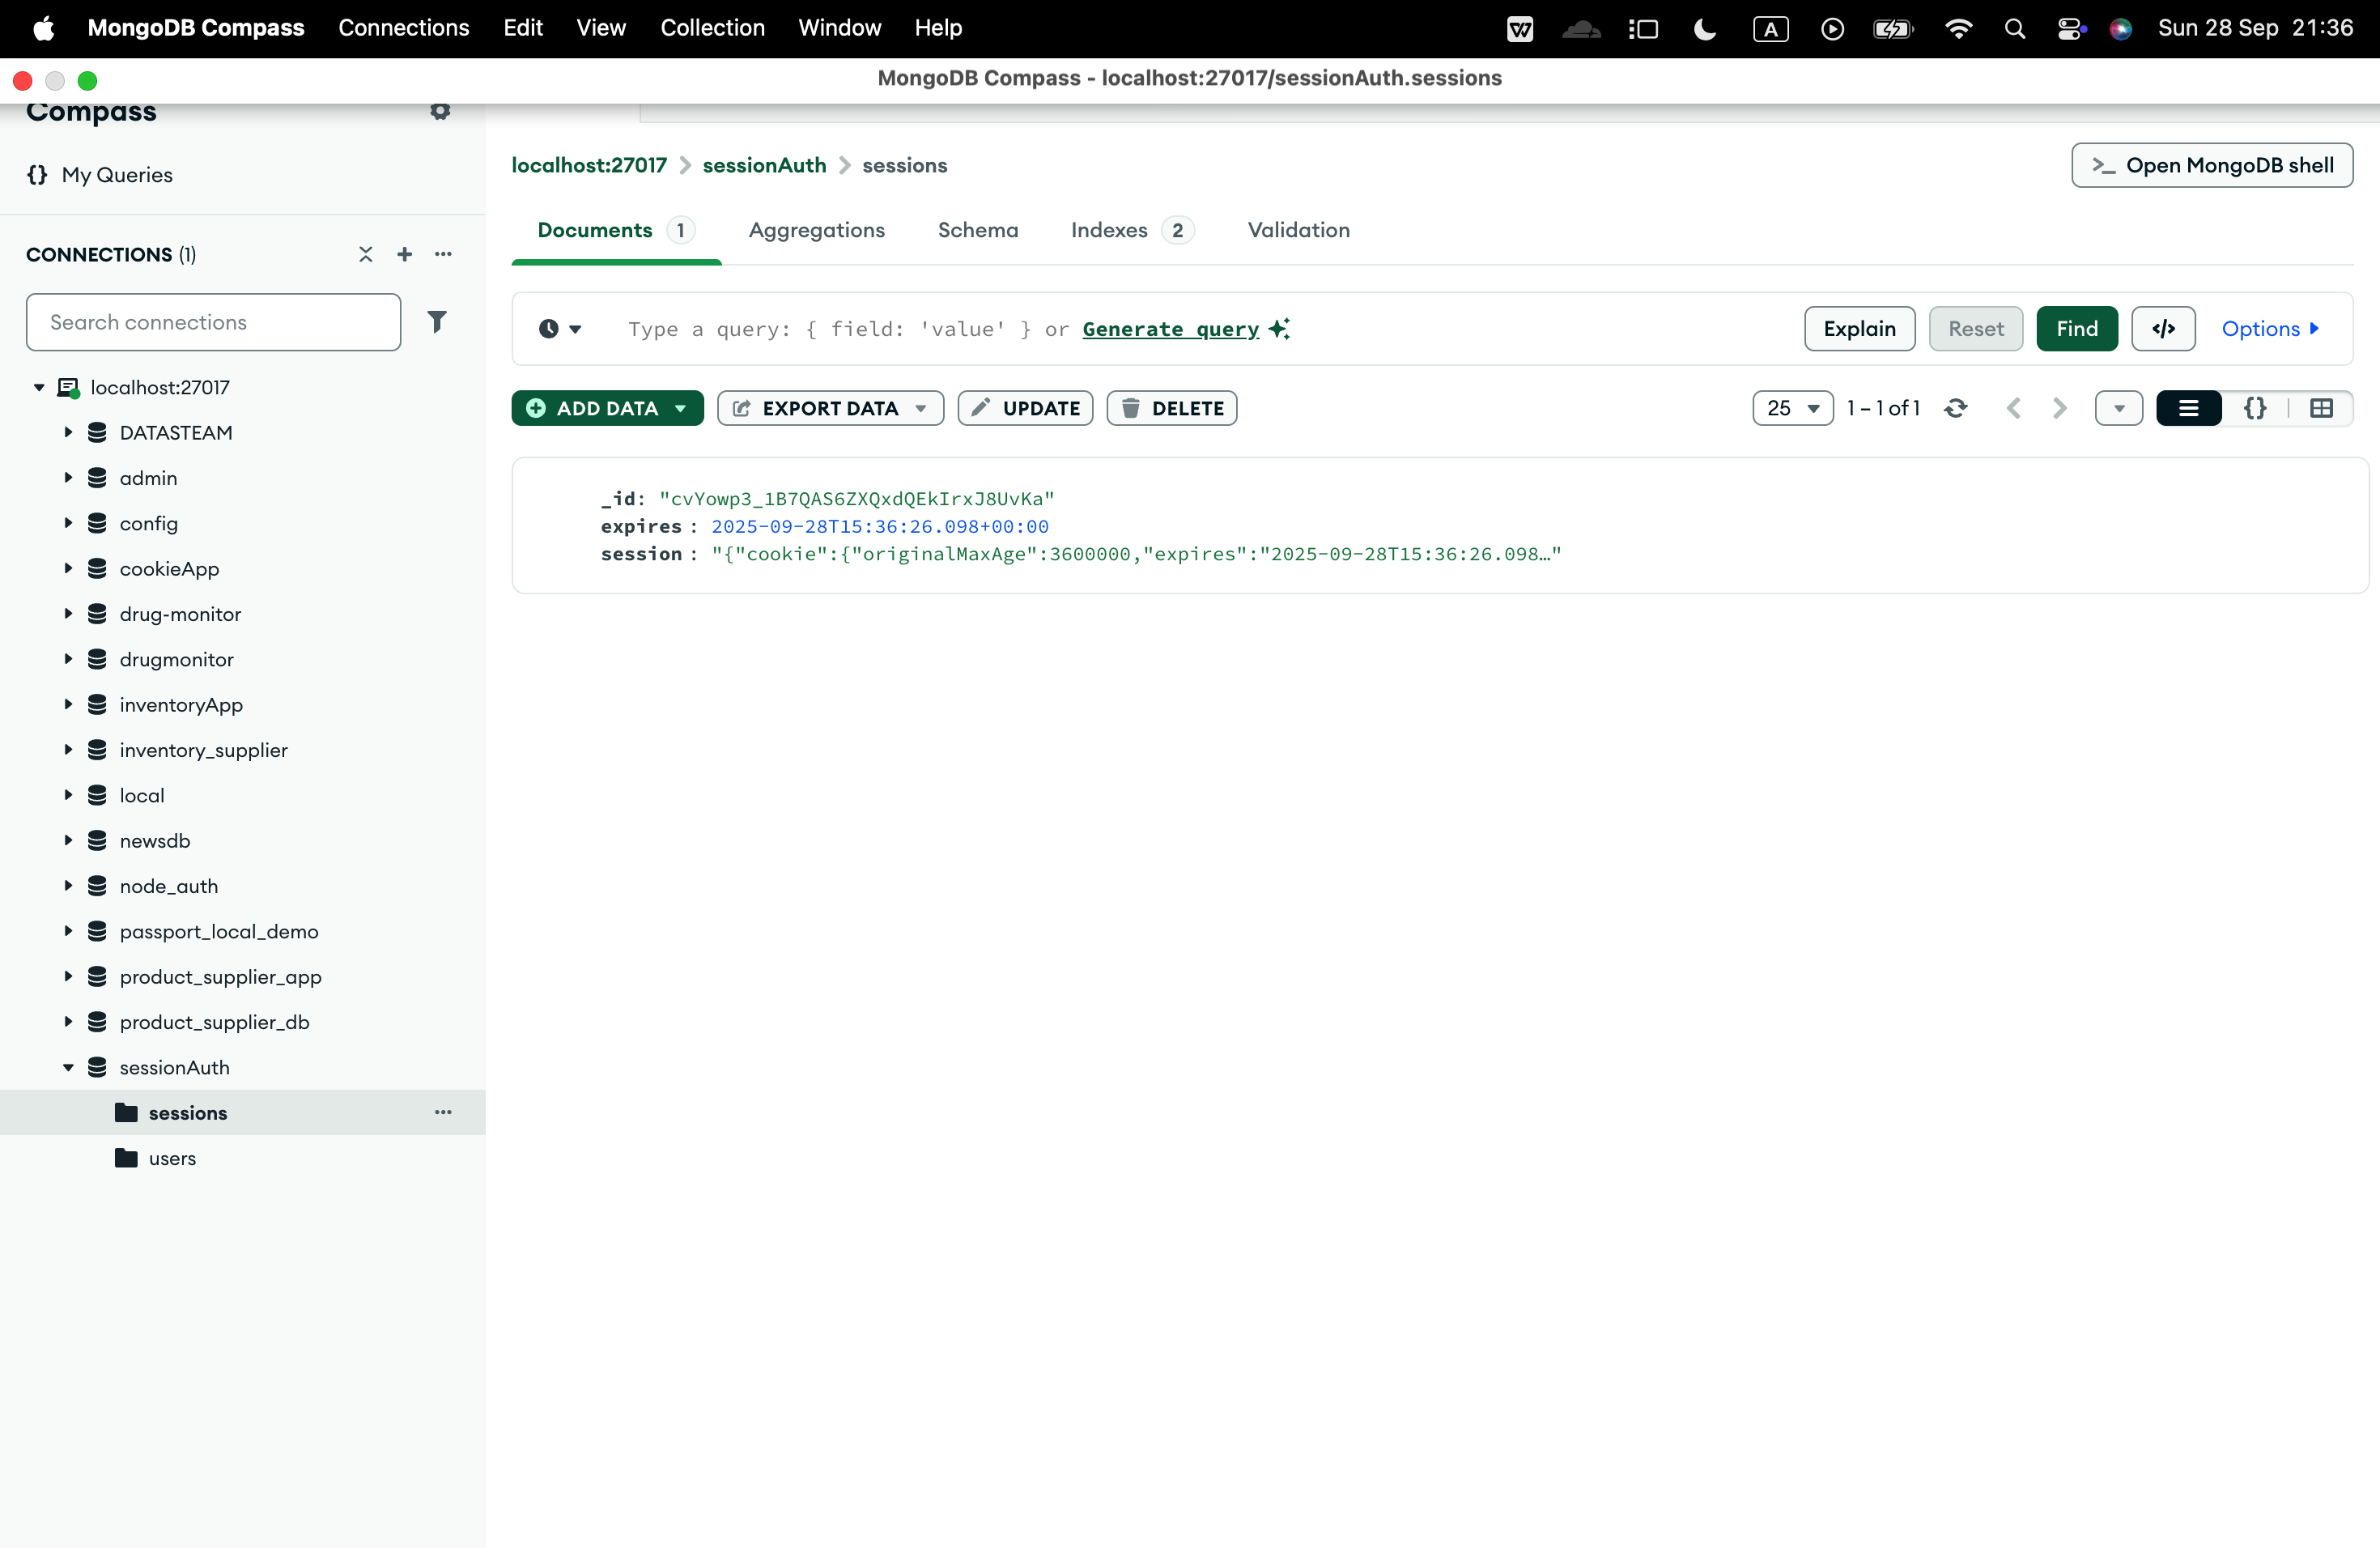 MongoDB Compass Connections Edit View Collection Window Help A Sun 28 Sep 21:36
MongoDB Compass - localhost:27017/sessionAuth.sessions
Compass
My Queries
CONNECTIONS (1)
Search connections
localhost:27017
DATASTEAM
admin
config
cookieApp
drug-monitor
drugmonitor
inventoryApp
inventory_supplier
local
newsdb
node_auth
passport_local_demo
product_supplier_app
product_supplier_db
sessionAuth
sessions
users
localhost:27017 > sessionAuth > sessions
>_ Open MongoDB shell
Documents 1 Aggregations Schema Indexes 2 Validation
Type a query: { field: 'value' } or Generate query
Explain Reset Find </> Options
ADD DATA EXPORT DATA UPDATE DELETE
25 1 – 1 of 1 {}
_id: "cvYowp3_1B7QAS6ZXQxdQEkIrxJ8UvKa"
expires : 2025-09-28T15:36:26.098+00:00
session : "{"cookie":{"originalMaxAge":3600000,"expires":"2025-09-28T15:36:26.098…"